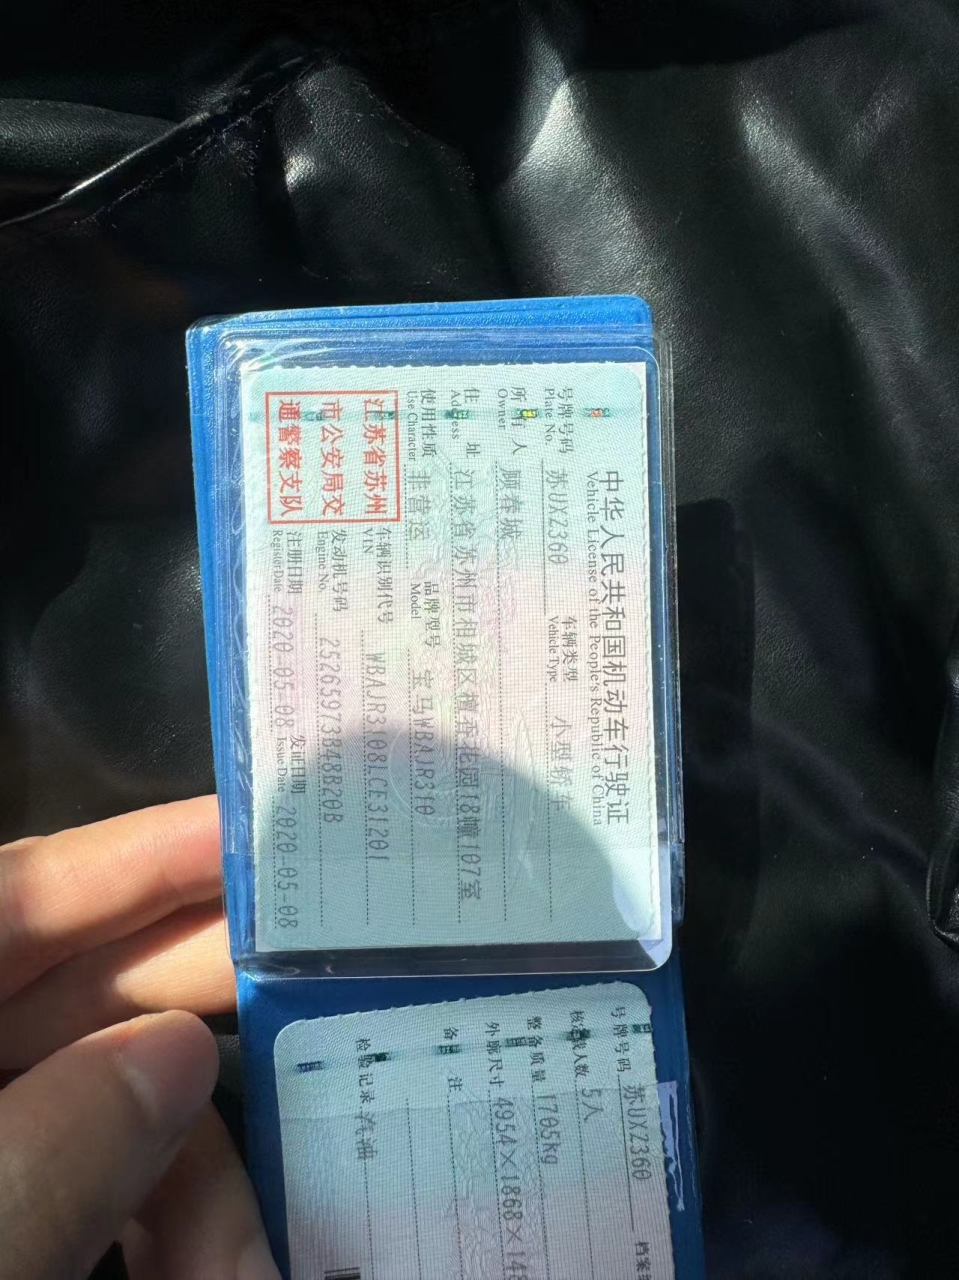 中华人民共和国机动车行驶证
Vehicle License of the People's Republic of China
号牌号码 苏UXZ360 车辆类型 小型轿车
Plate No. Vehicle Type
所有人 顾春城
Owner
住址 江苏省苏州市相城区檀香花园18幢107室
Address
使用性质 非营运 品牌型号 宝马WBAJR310
Use Character Model
江苏省苏州
市公安局交
通警察支队
车辆识别代号 WBAJR3108LCE31201
VIN
发动机号码 25265973B48B20B
Engine No.
注册日期 2020-05-08 发证日期 2020-05-08
Register Date Issue Date
号牌号码 苏UXZ360 档案
核定载人数 5人
整备质量 1705kg
外廓尺寸 4954×1868×14
备注
检验记录 汽油